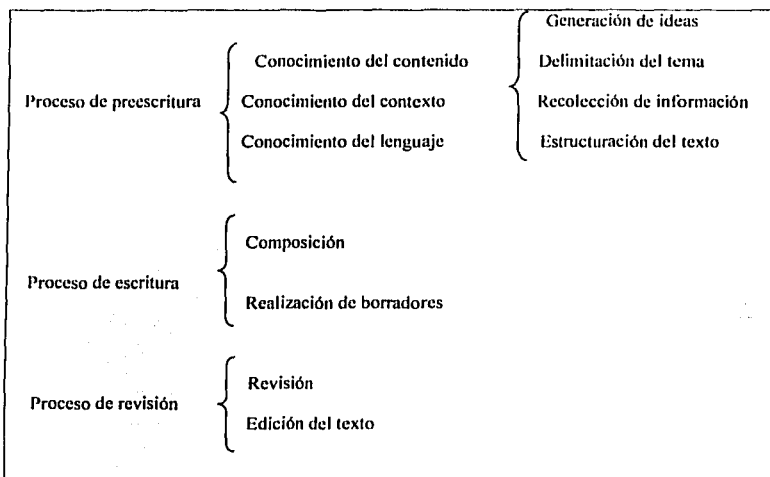 Generación de ideas
Conocimiento del contenido
Delimitación del tema
Proceso de preescritura
Conocimiento del contexto
Recolección de información
Conocimiento del lenguaje
Estructuración del texto
Composición
Proceso de escritura
Realización de borradores
Revisión
Proceso de revisión
Edición del texto